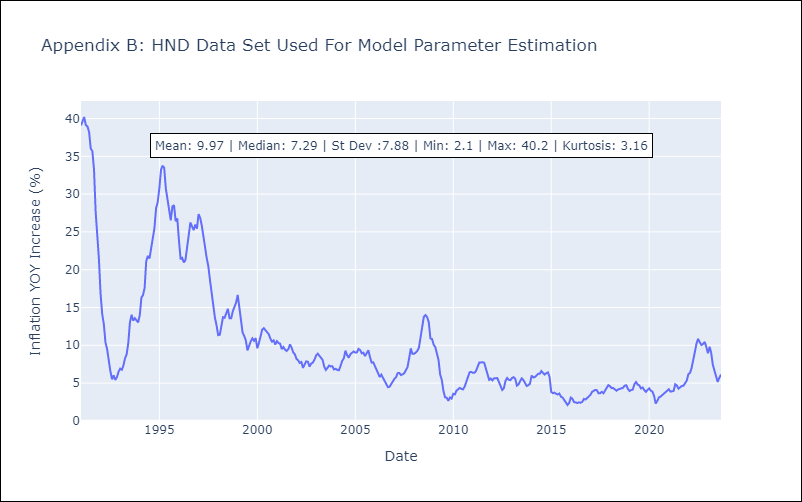 Appendix B: HND Data Set Used For Model Parameter Estimation
Mean: 9.97 | Median: 7.29 | St Dev :7.88 | Min: 2.1 | Max: 40.2 | Kurtosis: 3.16
Inflation YOY Increase (%)
40
35
30
25
20
15
10
5
0
1995 2000 2005 2010 2015 2020
Date